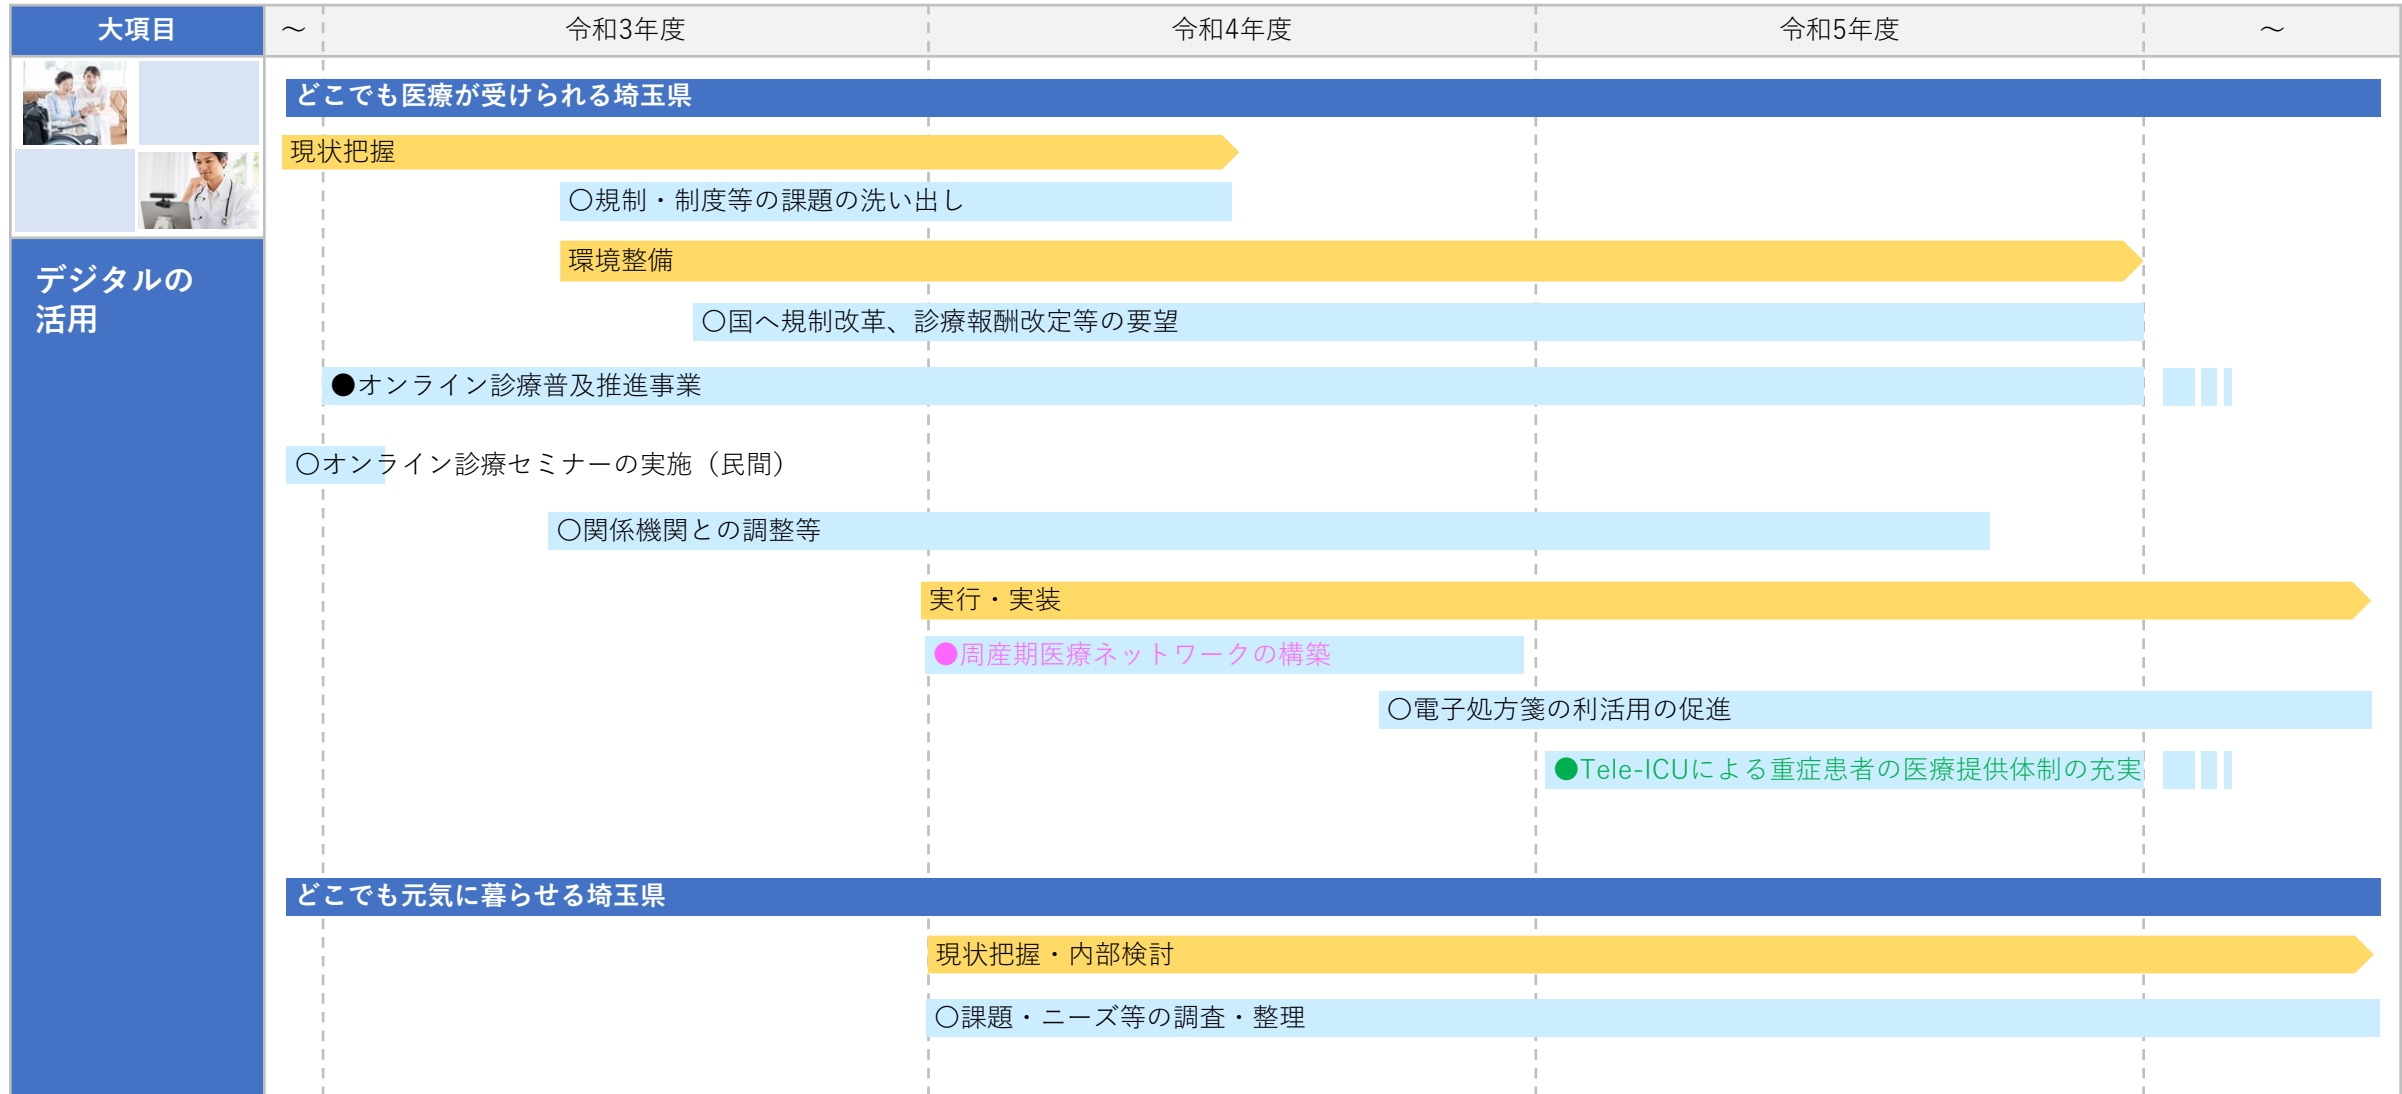 大項目
～
令和3年度
令和4年度
令和5年度
～
デジタルの
活用
どこでも医療が受けられる埼玉県
現状把握
〇規制・制度等の課題の洗い出し
環境整備
〇国へ規制改革、診療報酬改定等の要望
●オンライン診療普及推進事業
〇オンライン診療セミナーの実施（民間）
〇関係機関との調整等
実行・実装
●周産期医療ネットワークの構築
〇電子処方箋の利活用の促進
●Tele-ICUによる重症患者の医療提供体制の充実
どこでも元気に暮らせる埼玉県
現状把握・内部検討
〇課題・ニーズ等の調査・整理